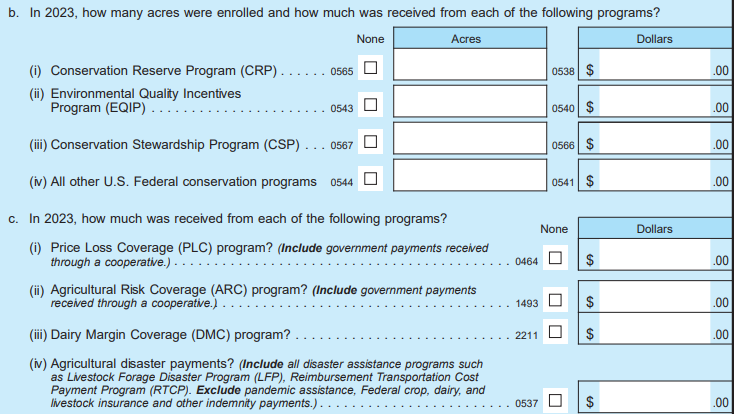 b. In 2023, how many acres were enrolled and how much was received from each of the following programs?
None Acres Dollars
(i) Conservation Reserve Program (CRP) . . . . . . 0565 0538 $ .00
(ii) Environmental Quality Incentives
Program (EQIP) . . . . . . . . . . . . . . . . . . . . . . 0543 0540 $ .00
(iii) Conservation Stewardship Program (CSP) . . . 0567 0566 $ .00
(iv) All other U.S. Federal conservation programs 0544 0541 $ .00
c. In 2023, how much was received from each of the following programs?
None Dollars
(i) Price Loss Coverage (PLC) program? (Include government payments received
through a cooperative.) . . . . . . . . . . . . . . . . . . . . . . . . . . . . . . . . . . . . . . . . . . 0464 $ .00
(ii) Agricultural Risk Coverage (ARC) program? (Include government payments
received through a cooperative.) . . . . . . . . . . . . . . . . . . . . . . . . . . . . . . . . . . . . 1493 $ .00
(iii) Dairy Margin Coverage (DMC) program? . . . . . . . . . . . . . . . . . . . . . . . . . . . 2211 $ .00
(iv) Agricultural disaster payments? (Include all disaster assistance programs such
as Livestock Forage Disaster Program (LFP), Reimbursement Transportation Cost
Payment Program (RTCP). Exclude pandemic assistance, Federal crop, dairy, and
livestock insurance and other indemnity payments.) . . . . . . . . . . . . . . . . . . . . . . . . 0537 $ .00